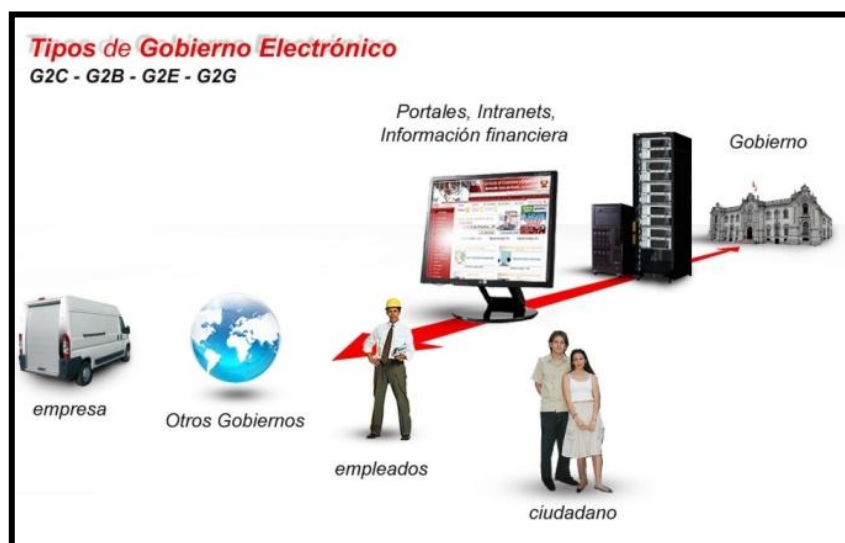 Tipos de Gobierno Electrónico
G2C - G2B - G2E - G2G
Portales, Intranets,
Información financiera
Gobierno
empresa
Otros Gobiernos
empleados
ciudadano